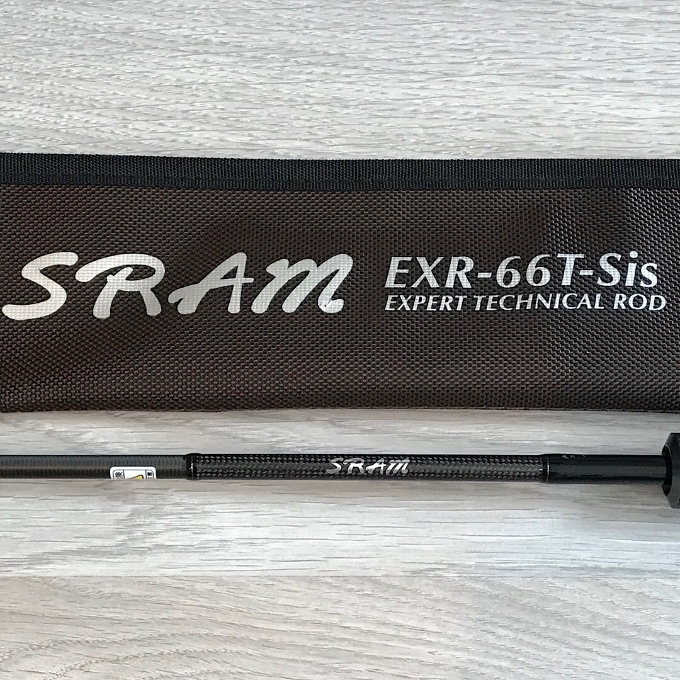 SRAM
EXR-66T-Sis
EXPERT TECHNICAL ROD
SRAM